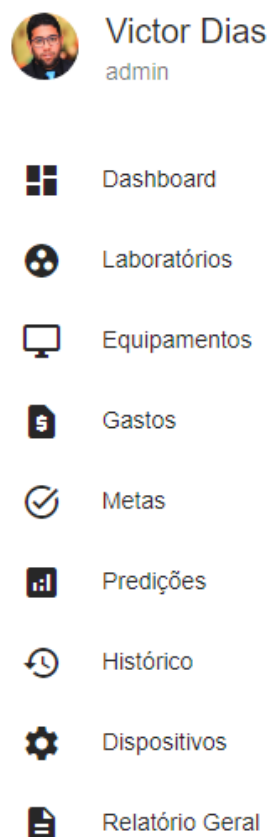 Victor Dias
admin
Dashboard
Laboratórios
Equipamentos
Gastos
Metas
Predições
Histórico
Dispositivos
Relatório Geral